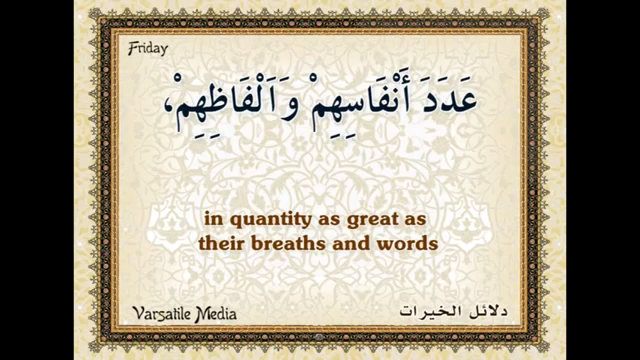 Friday
عَدَدَ أَنْفَاسِهِمْ وَأَلْفَاظِهِمْ،
in quantity as great as
their breaths and words
Varsatile Media
دلائل الخيرات